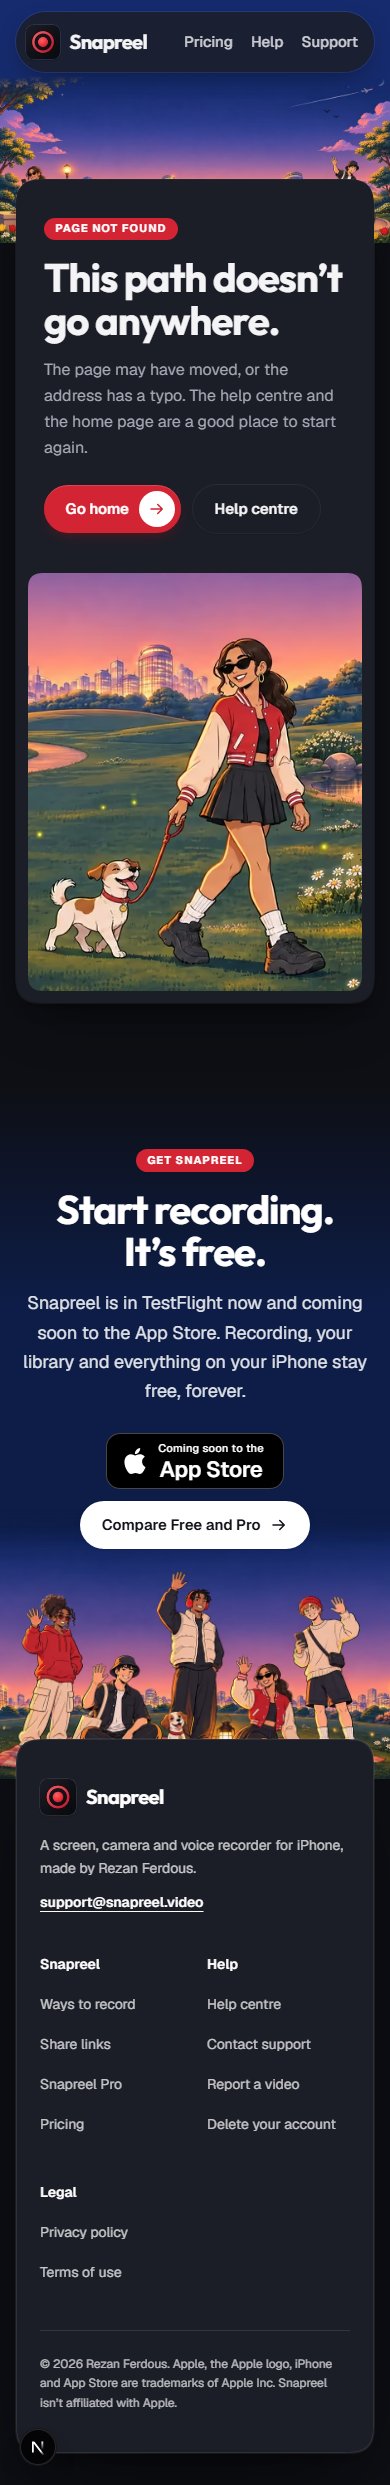 Snapreel
Pricing
Help
Support
PAGE NOT FOUND
This path doesn’t
go anywhere.
The page may have moved, or the
address has a typo. The help centre and
the home page are a good place to start
again.
Go home
Help centre
GET SNAPREEL
Start recording.
It’s free.
Snapreel is in TestFlight now and coming
soon to the App Store. Recording, your
library and everything on your iPhone stay
free, forever.
Coming soon to the
App Store
Compare Free and Pro
Snapreel
A screen, camera and voice recorder for iPhone,
made by Rezan Ferdous.
support@snapreel.video
Snapreel
Ways to record
Share links
Snapreel Pro
Pricing
Help
Help centre
Contact support
Report a video
Delete your account
Legal
Privacy policy
Terms of use
© 2026 Rezan Ferdous. Apple, the Apple logo, iPhone
and App Store are trademarks of Apple Inc. Snapreel
isn’t affiliated with Apple.
N